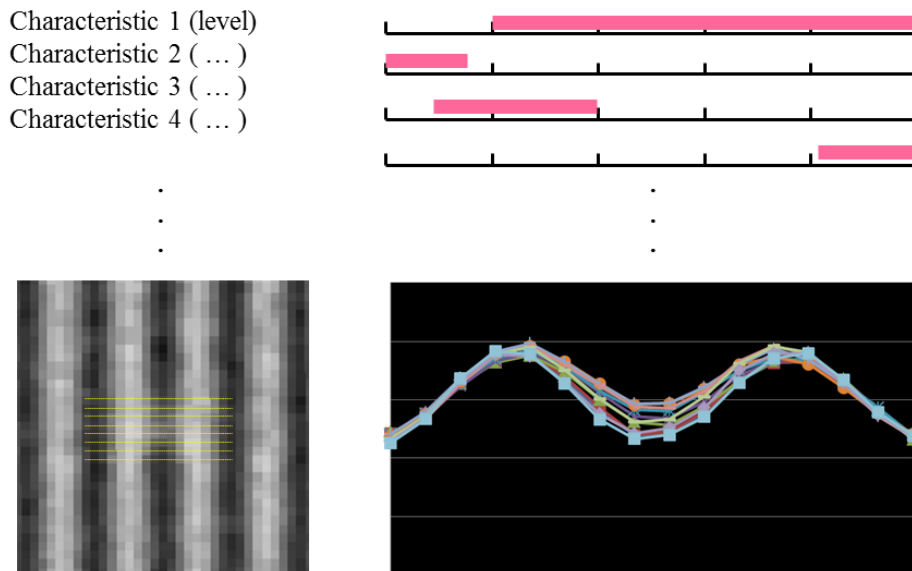 Characteristic 1 (level)
Characteristic 2 ( … )
Characteristic 3 ( … )
Characteristic 4 ( … )